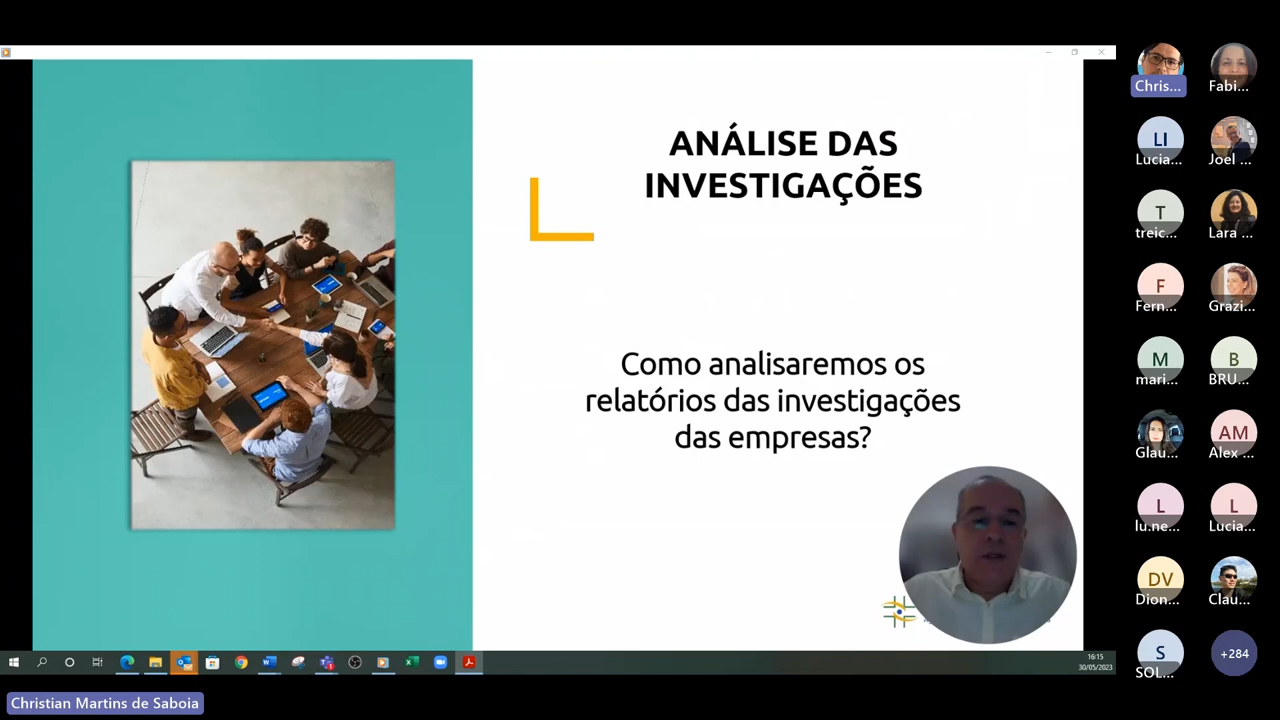 ANÁLISE DAS
INVESTIGAÇÕES
Como analisaremos os
relatórios das investigações
das empresas?
16:15
30/05/2023
Christian Martins de Saboia
Chris...
Fabi...
LI
Lucia...
Joel ...
T
treic...
Lara ...
F
Fern...
Grazi...
M
mari...
B
BRU...
Glau...
AM
Alex ...
L
lu.ne...
L
Lucia...
DV
Dion...
Clau...
S
SOL...
+284